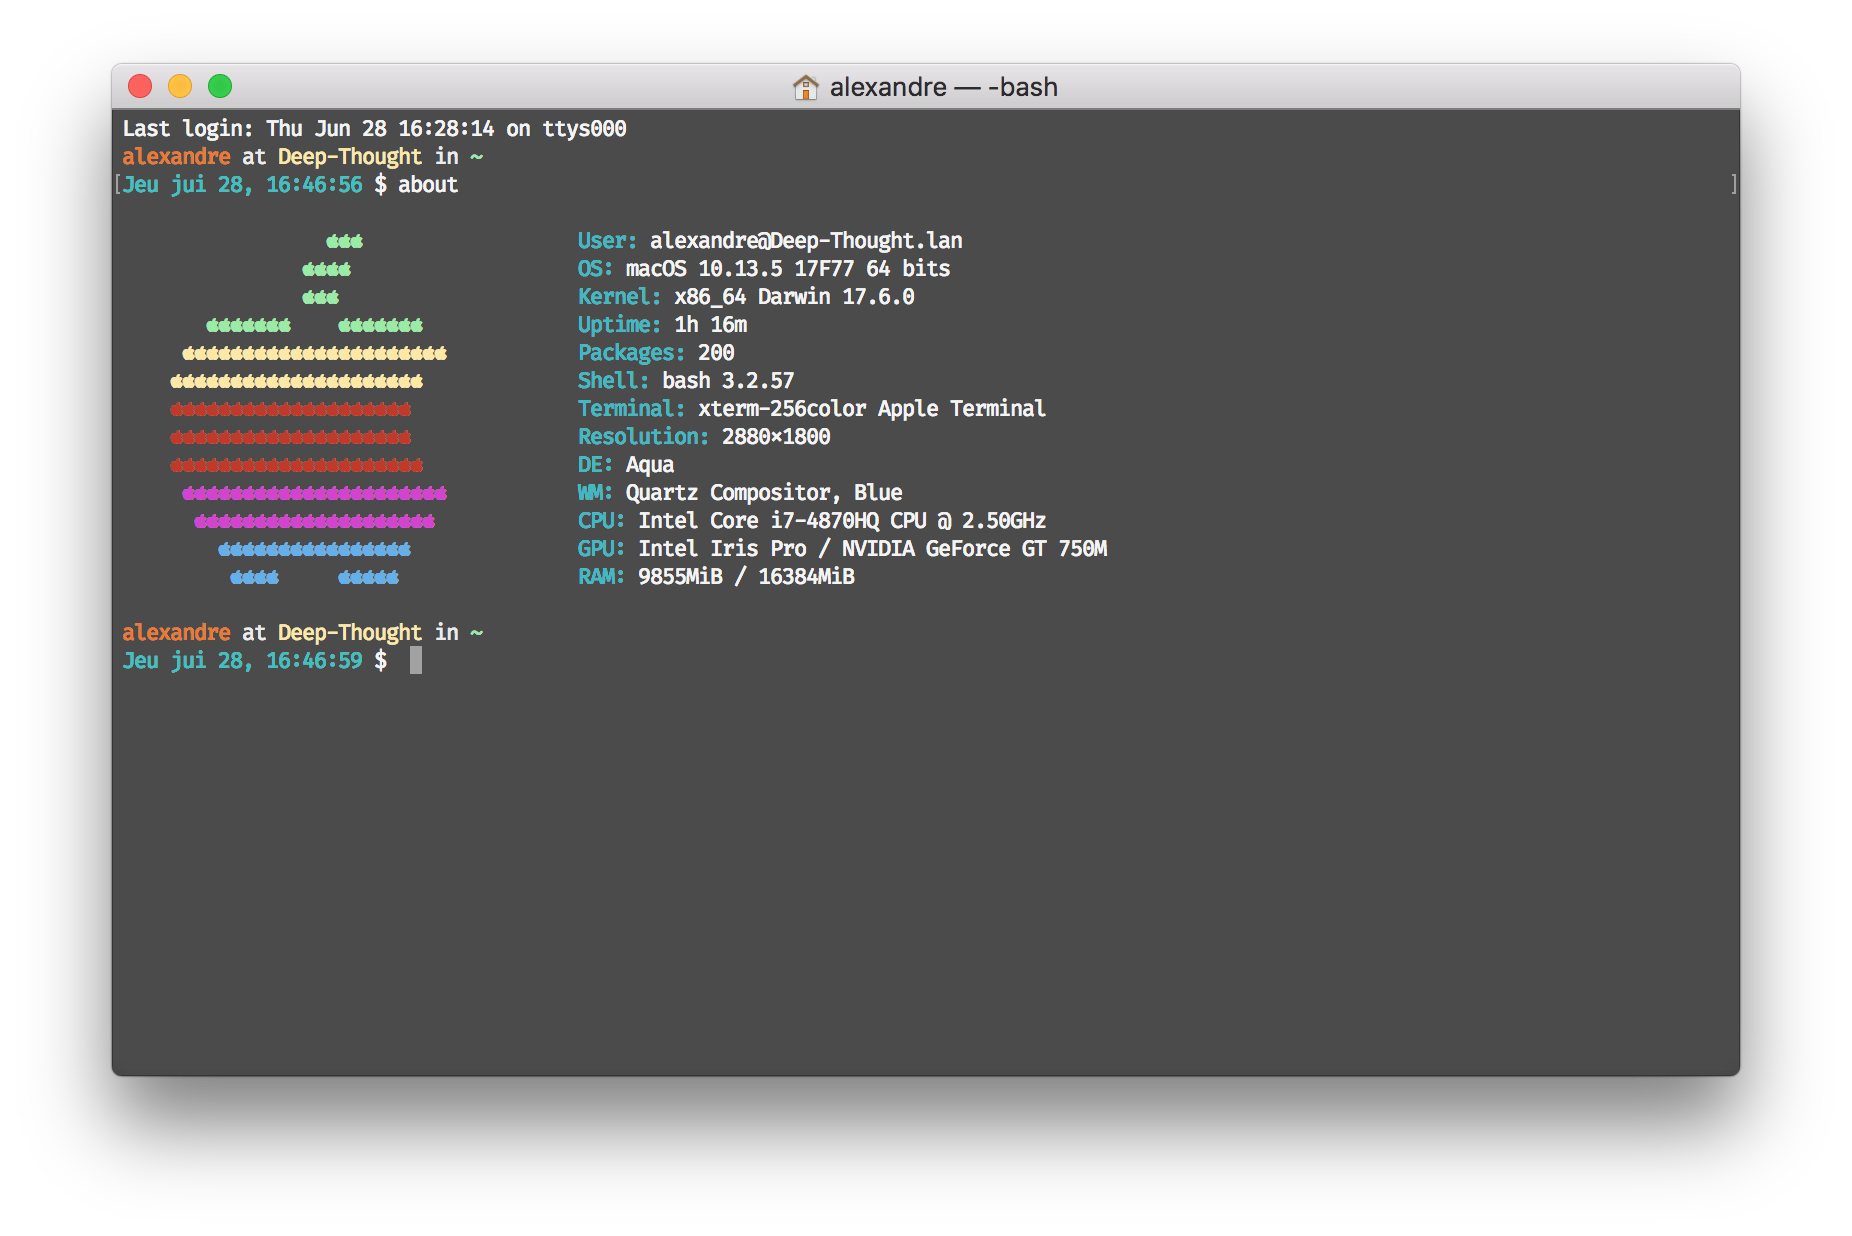 alexandre — -bash
Last login: Thu Jun 28 16:28:14 on ttys000
alexandre at Deep-Thought in ~
[Jeu jui 28, 16:46:56 $ about ]
User: alexandre@Deep-Thought.lan
OS: macOS 10.13.5 17F77 64 bits
Kernel: x86_64 Darwin 17.6.0
Uptime: 1h 16m
Packages: 200
Shell: bash 3.2.57
Terminal: xterm-256color Apple Terminal
Resolution: 2880×1800
DE: Aqua
WM: Quartz Compositor, Blue
CPU: Intel Core i7-4870HQ CPU @ 2.50GHz
GPU: Intel Iris Pro / NVIDIA GeForce GT 750M
RAM: 9855MiB / 16384MiB
alexandre at Deep-Thought in ~
Jeu jui 28, 16:46:59 $